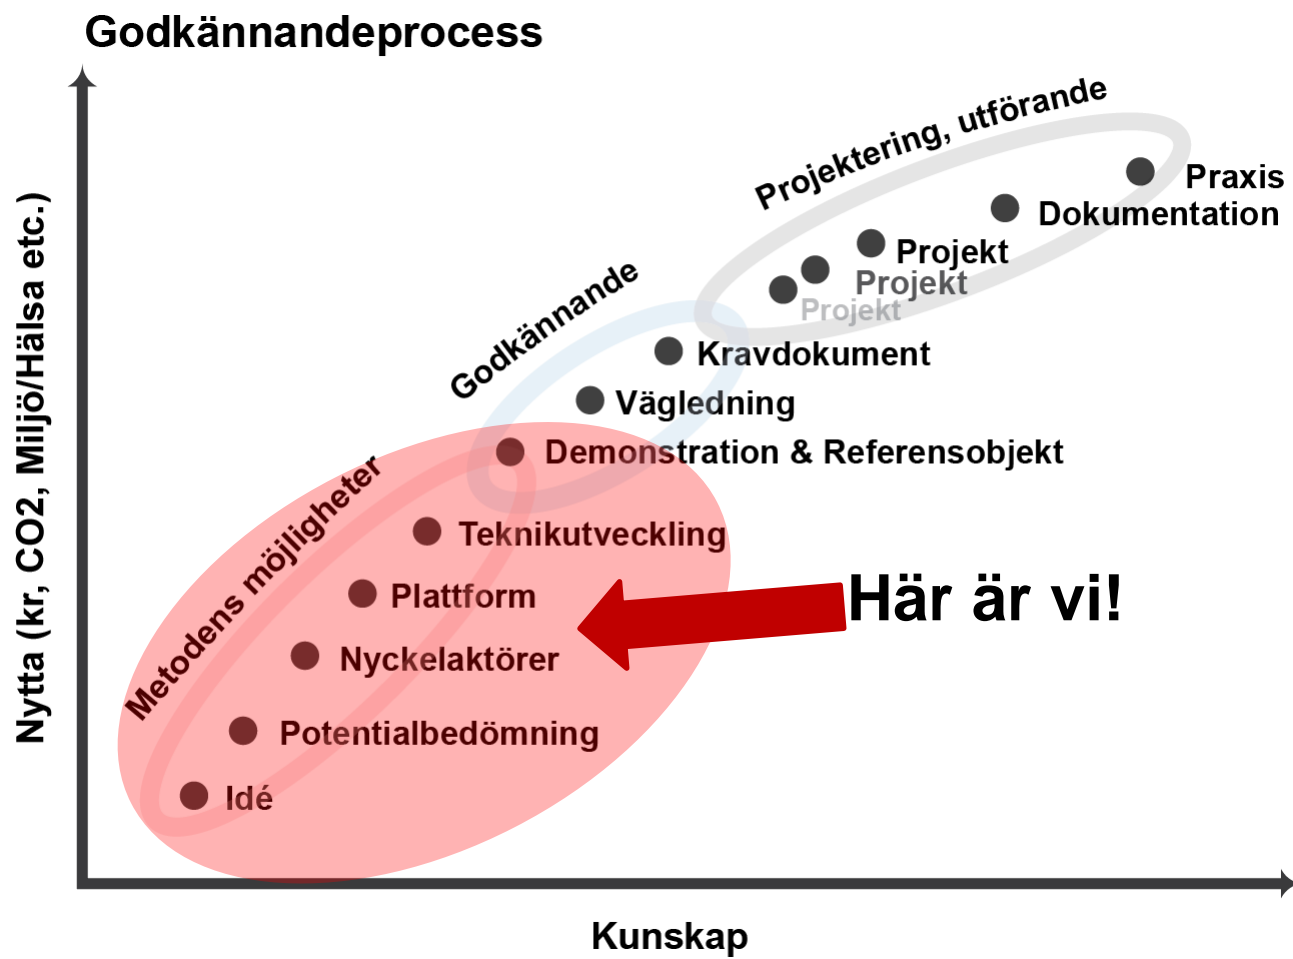 Godkännandeprocess
Projektering, utförande
Praxis
Dokumentation
Projekt
Projekt
Projekt
Godkännande
Kravdokument
Vägledning
Demonstration & Referensobjekt
Metodens möjligheter
Teknikutveckling
Plattform
Här är vi!
Nyckelaktörer
Potentialbedömning
Idé
Nytta (kr, CO2, Miljö/Hälsa etc.)
Kunskap